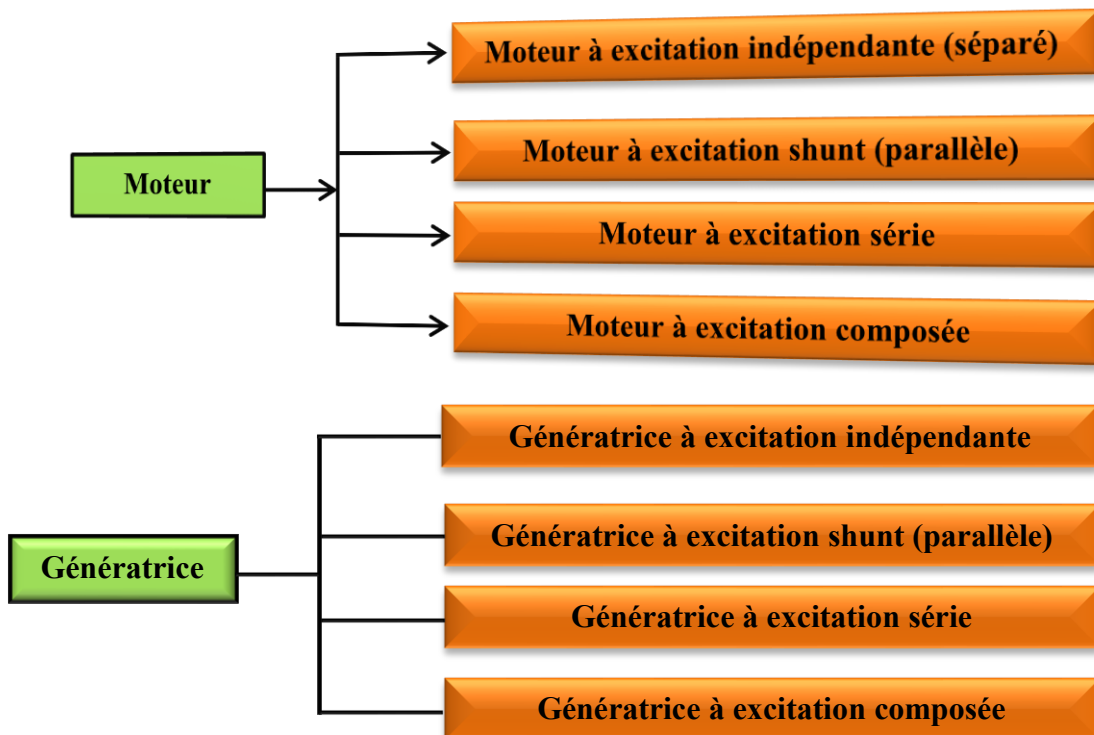 Moteur à excitation indépendante (séparé)
Moteur à excitation shunt (parallèle)
Moteur
Moteur à excitation série
Moteur à excitation composée
Génératrice à excitation indépendante
Génératrice à excitation shunt (parallèle)
Génératrice
Génératrice à excitation série
Génératrice à excitation composée